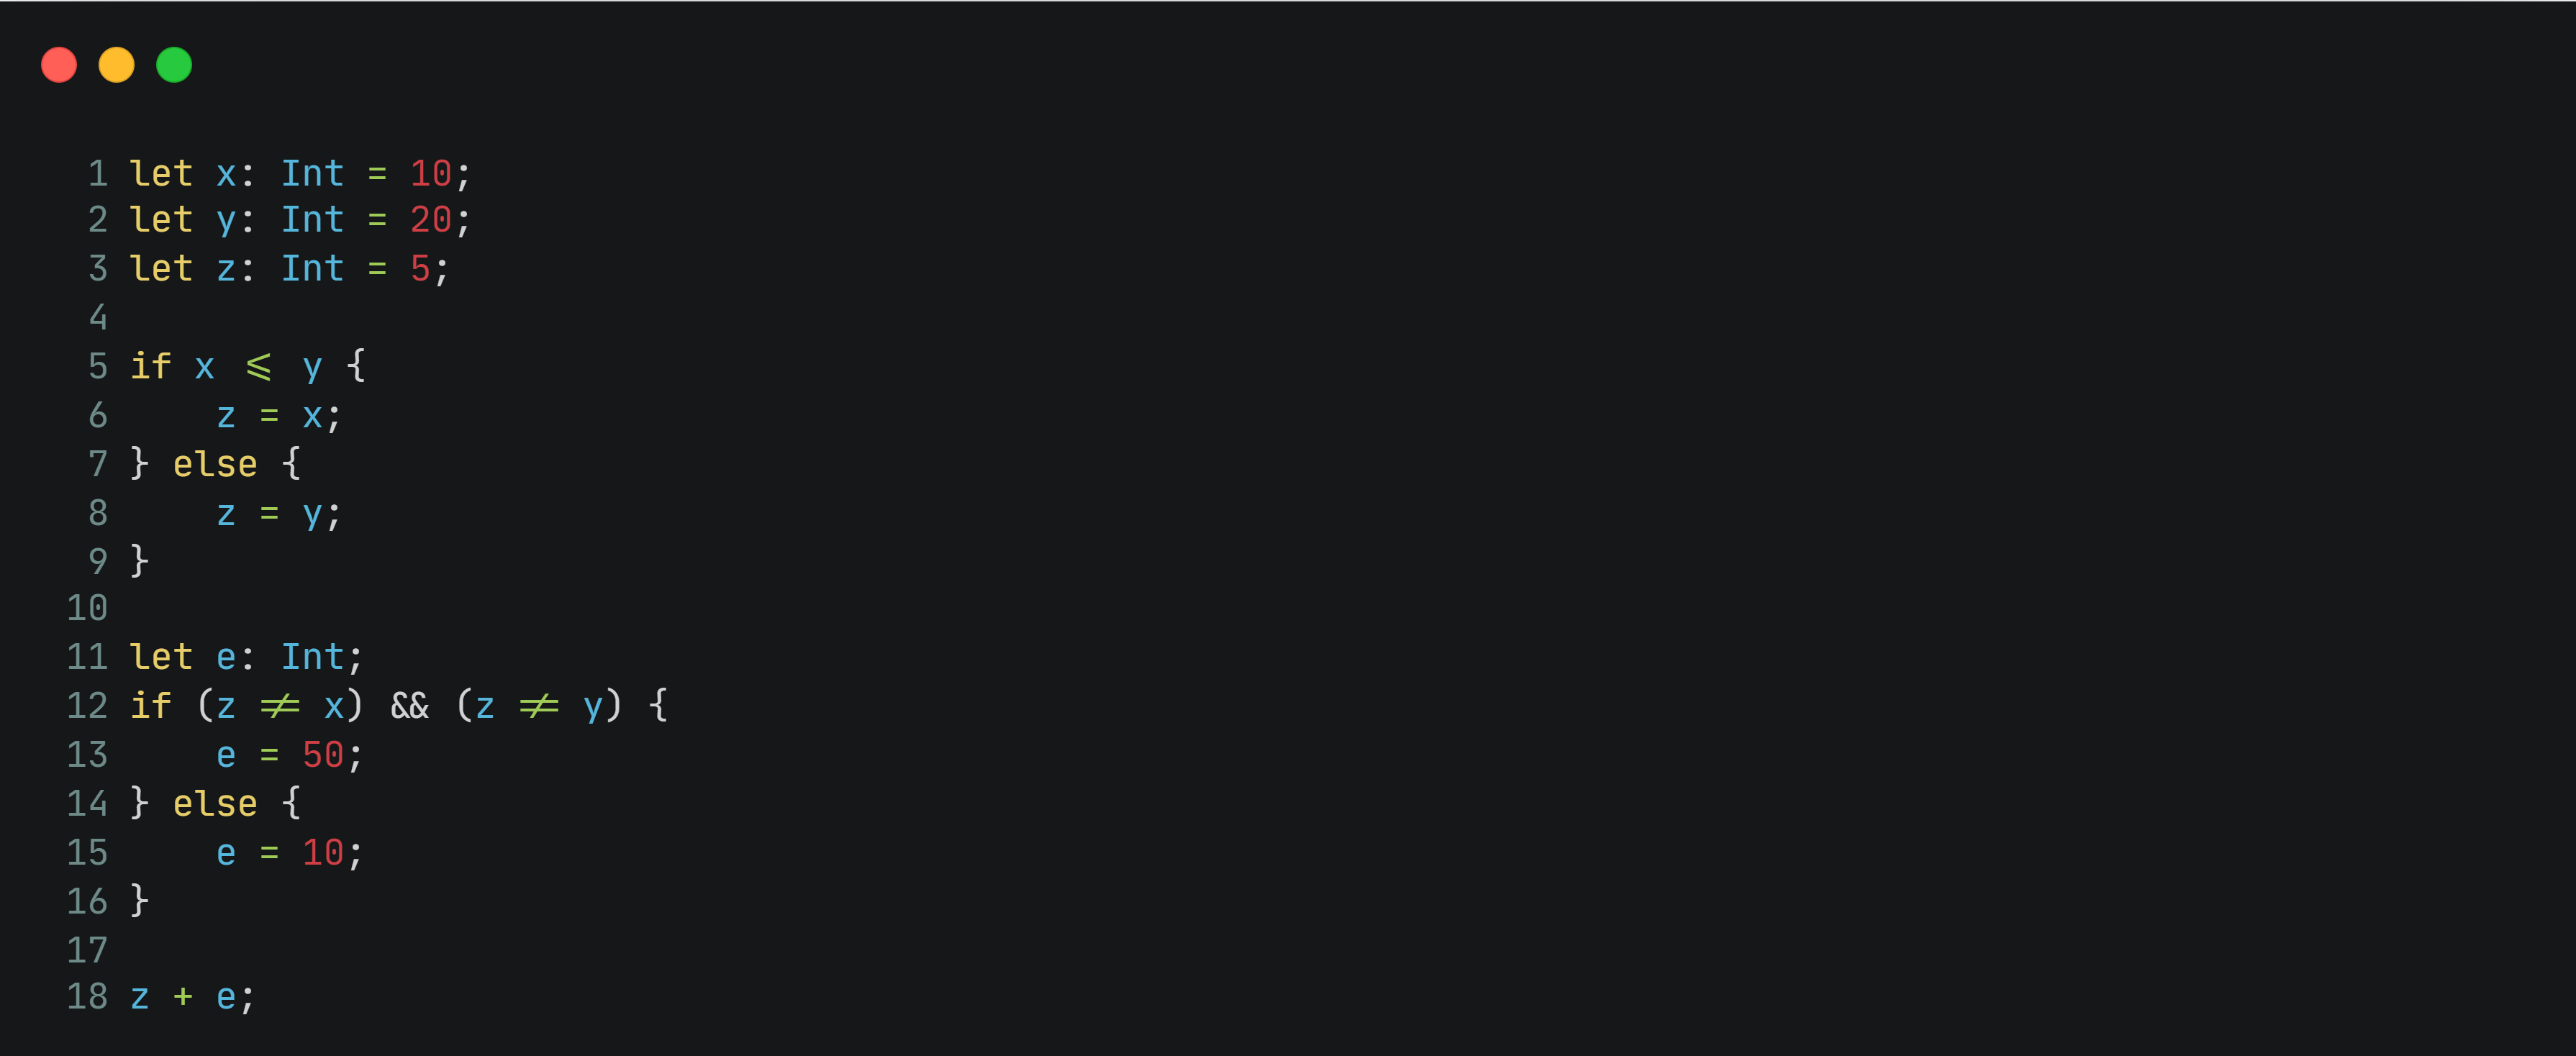 1 let x: Int = 10;
2 let y: Int = 20;
3 let z: Int = 5;
4
5 if x <= y {
6     z = x;
7 } else {
8     z = y;
9 }
10
11 let e: Int;
12 if (z != x) && (z != y) {
13     e = 50;
14 } else {
15     e = 10;
16 }
17
18 z + e;